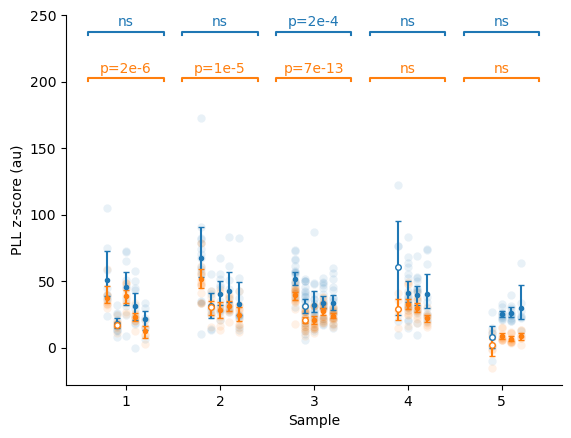 250
ns ns p=2e-4 ns ns
200
p=2e-6 p=1e-5 p=7e-13 ns ns
150
100
50
0
PLL z-score (au)
1 2 3 4 5
Sample